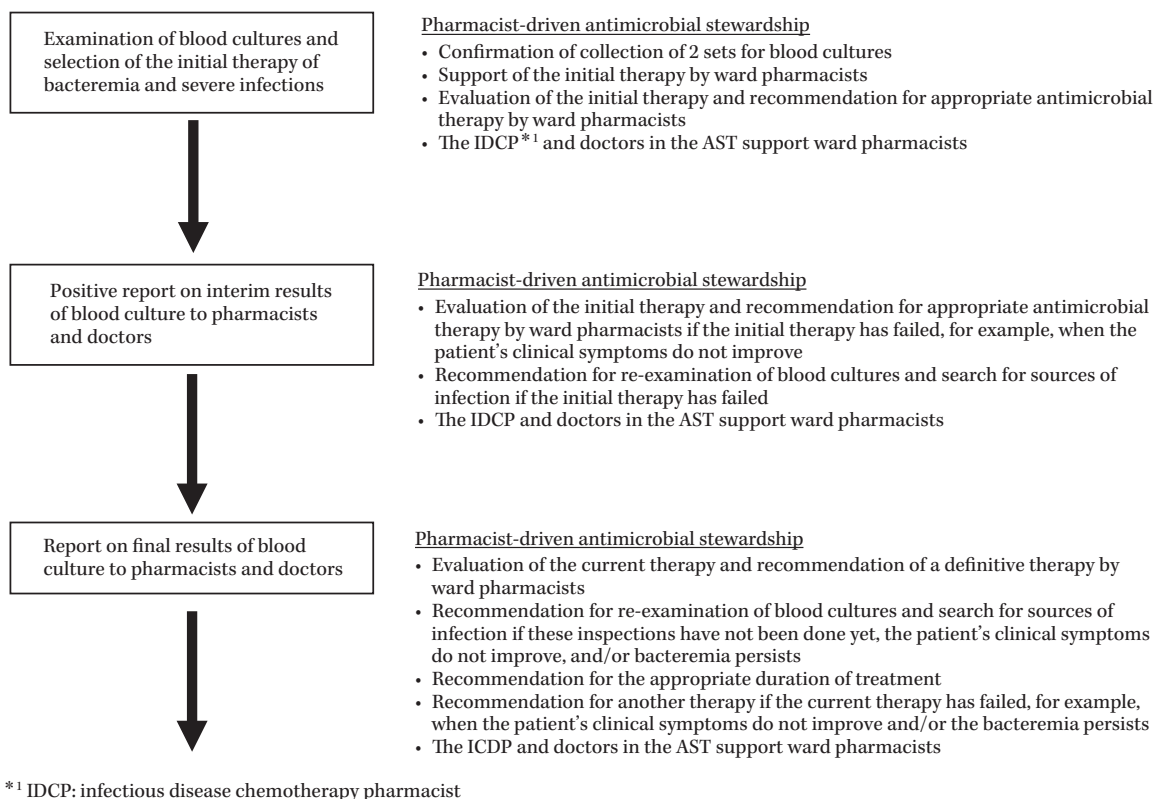 Examination of blood cultures and
selection of the initial therapy of
bacteremia and severe infections
Pharmacist-driven antimicrobial stewardship
• Confirmation of collection of 2 sets for blood cultures
• Support of the initial therapy by ward pharmacists
• Evaluation of the initial therapy and recommendation for appropriate antimicrobial
therapy by ward pharmacists
• The IDCP*1 and doctors in the AST support ward pharmacists
Positive report on interim results
of blood culture to pharmacists
and doctors
Pharmacist-driven antimicrobial stewardship
• Evaluation of the initial therapy and recommendation for appropriate antimicrobial
therapy by ward pharmacists if the initial therapy has failed, for example, when the
patient's clinical symptoms do not improve
• Recommendation for re-examination of blood cultures and search for sources of
infection if the initial therapy has failed
• The IDCP and doctors in the AST support ward pharmacists
Report on final results of blood
culture to pharmacists and doctors
Pharmacist-driven antimicrobial stewardship
• Evaluation of the current therapy and recommendation of a definitive therapy by
ward pharmacists
• Recommendation for re-examination of blood cultures and search for sources of
infection if these inspections have not been done yet, the patient's clinical symptoms
do not improve, and/or bacteremia persists
• Recommendation for the appropriate duration of treatment
• Recommendation for another therapy if the current therapy has failed, for example,
when the patient's clinical symptoms do not improve and/or the bacteremia persists
• The ICDP and doctors in the AST support ward pharmacists
*1 IDCP: infectious disease chemotherapy pharmacist